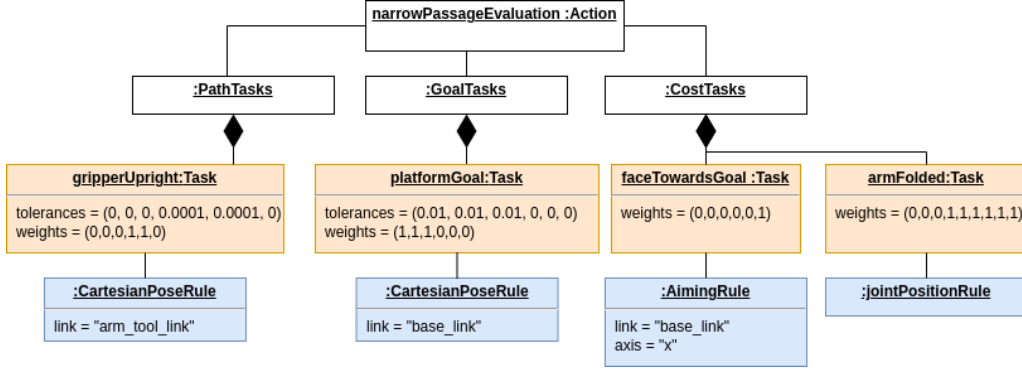 narrowPassageEvaluation :Action
:PathTasks
:GoalTasks
:CostTasks
gripperUpright:Task
tolerances = (0, 0, 0, 0.0001, 0.0001, 0)
weights = (0,0,0,1,1,0)
platformGoal:Task
tolerances = (0.01, 0.01, 0.01, 0, 0, 0)
weights = (1,1,1,0,0,0)
faceTowardsGoal :Task
weights = (0,0,0,0,0,1)
armFolded:Task
weights = (0,0,0,1,1,1,1,1,1)
:CartesianPoseRule
link = "arm_tool_link"
:CartesianPoseRule
link = "base_link"
:AimingRule
link = "base_link"
axis = "x"
:jointPositionRule